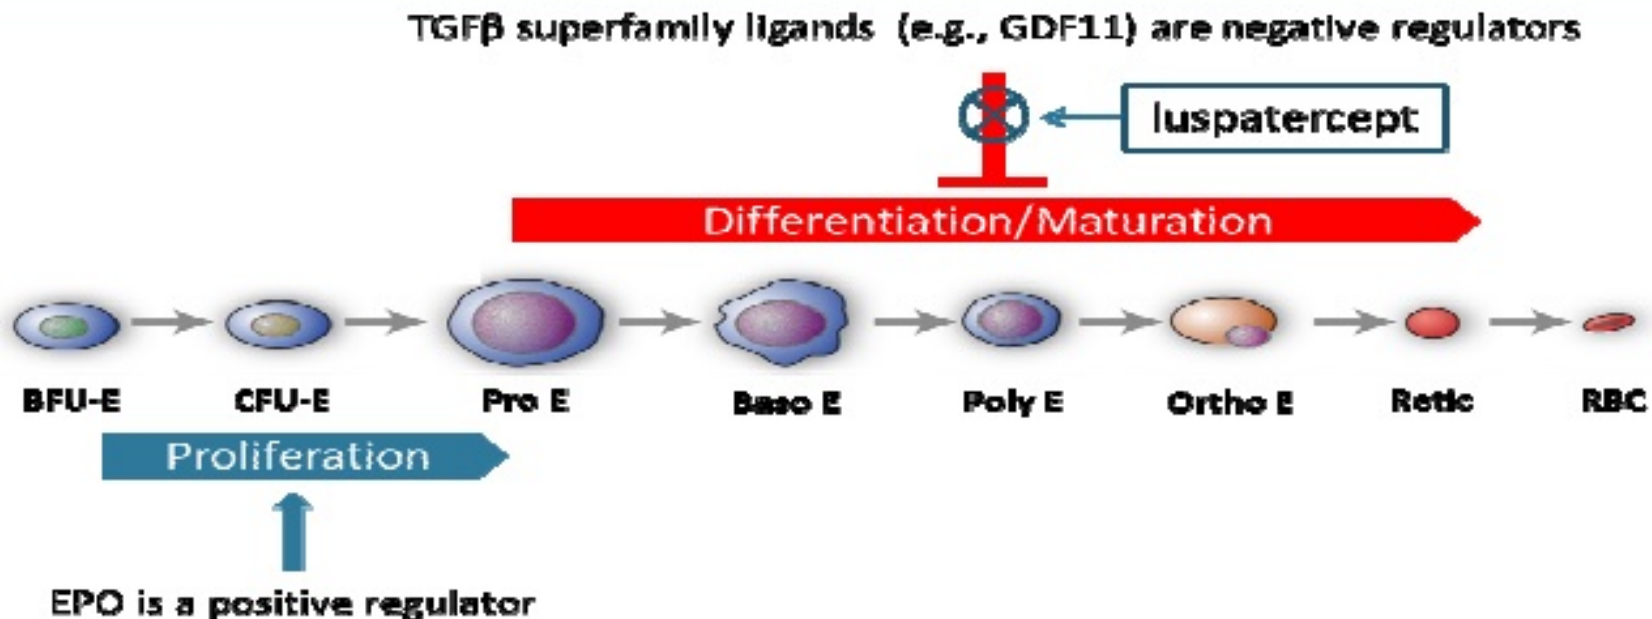 TGFβ superfamily ligands (e.g., GDF11) are negative regulators
luspatercept
Differentiation/Maturation
BFU-E CFU-E Pro E Baso E Poly E Ortho E Retic RBC
Proliferation
EPO is a positive regulator